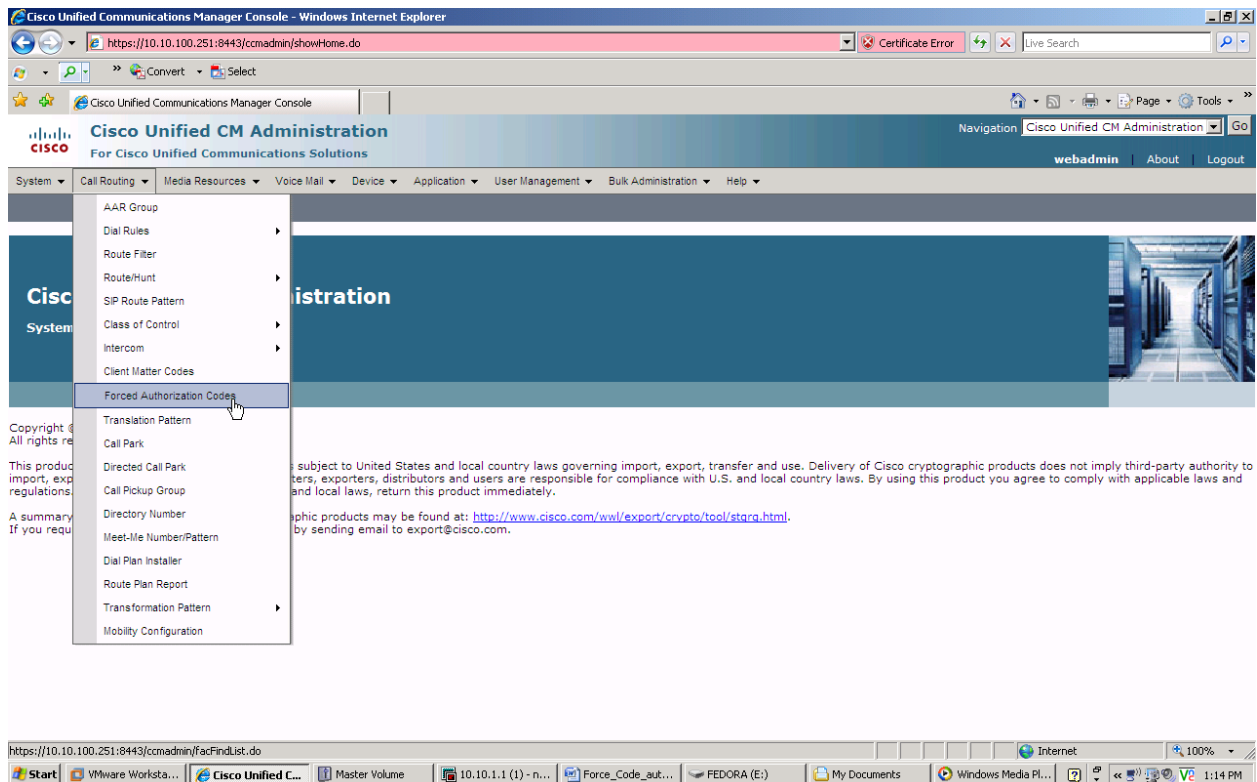 Cisco Unified Communications Manager Console - Windows Internet Explorer
https://10.10.100.251:8443/ccmadmin/showHome.do
Certificate Error
Live Search
Convert
Select
Cisco Unified Communications Manager Console
Page
Tools
cisco
Cisco Unified CM Administration
For Cisco Unified Communications Solutions
Navigation Cisco Unified CM Administration Go
webadmin | About | Logout
System Call Routing Media Resources Voice Mail Device Application User Management Bulk Administration Help
AAR Group
Dial Rules
Route Filter
Route/Hunt
SIP Route Pattern
Class of Control
Intercom
Client Matter Codes
Forced Authorization Codes
Translation Pattern
Call Park
Directed Call Park
Call Pickup Group
Directory Number
Meet-Me Number/Pattern
Dial Plan Installer
Route Plan Report
Transformation Pattern
Mobility Configuration
Cisc istration
System
Copyright
All rights re
This produc s subject to United States and local country laws governing import, export, transfer and use. Delivery of Cisco cryptographic products does not imply third-party authority to
import, exp ters, exporters, distributors and users are responsible for compliance with U.S. and local country laws. By using this product you agree to comply with applicable laws and
regulations. and local laws, return this product immediately.
A summary aphic products may be found at: http://www.cisco.com/wwl/export/crypto/tool/stqrg.html.
If you requ by sending email to export@cisco.com.
https://10.10.100.251:8443/ccmadmin/facFindList.do
Internet
100%
Start
VMware Worksta...
Cisco Unified C...
Master Volume
10.10.1.1 (1) - n...
Force_Code_aut...
FEDORA (E:)
My Documents
Windows Media Pl...
1:14 PM